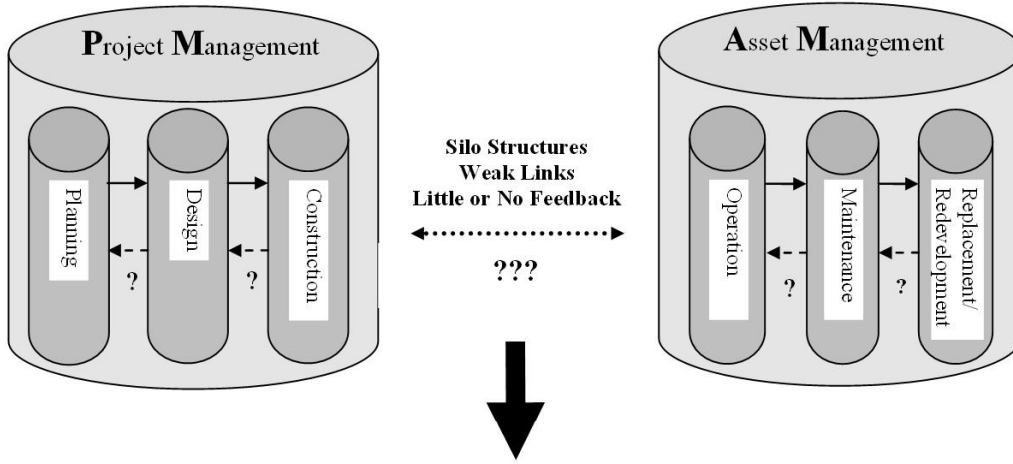 Project Management
Planning
Design
Construction
?
?
Silo Structures
Weak Links
Little or No Feedback
???
Asset Management
Operation
Maintenance
Replacement/
Redevelopment
?
?